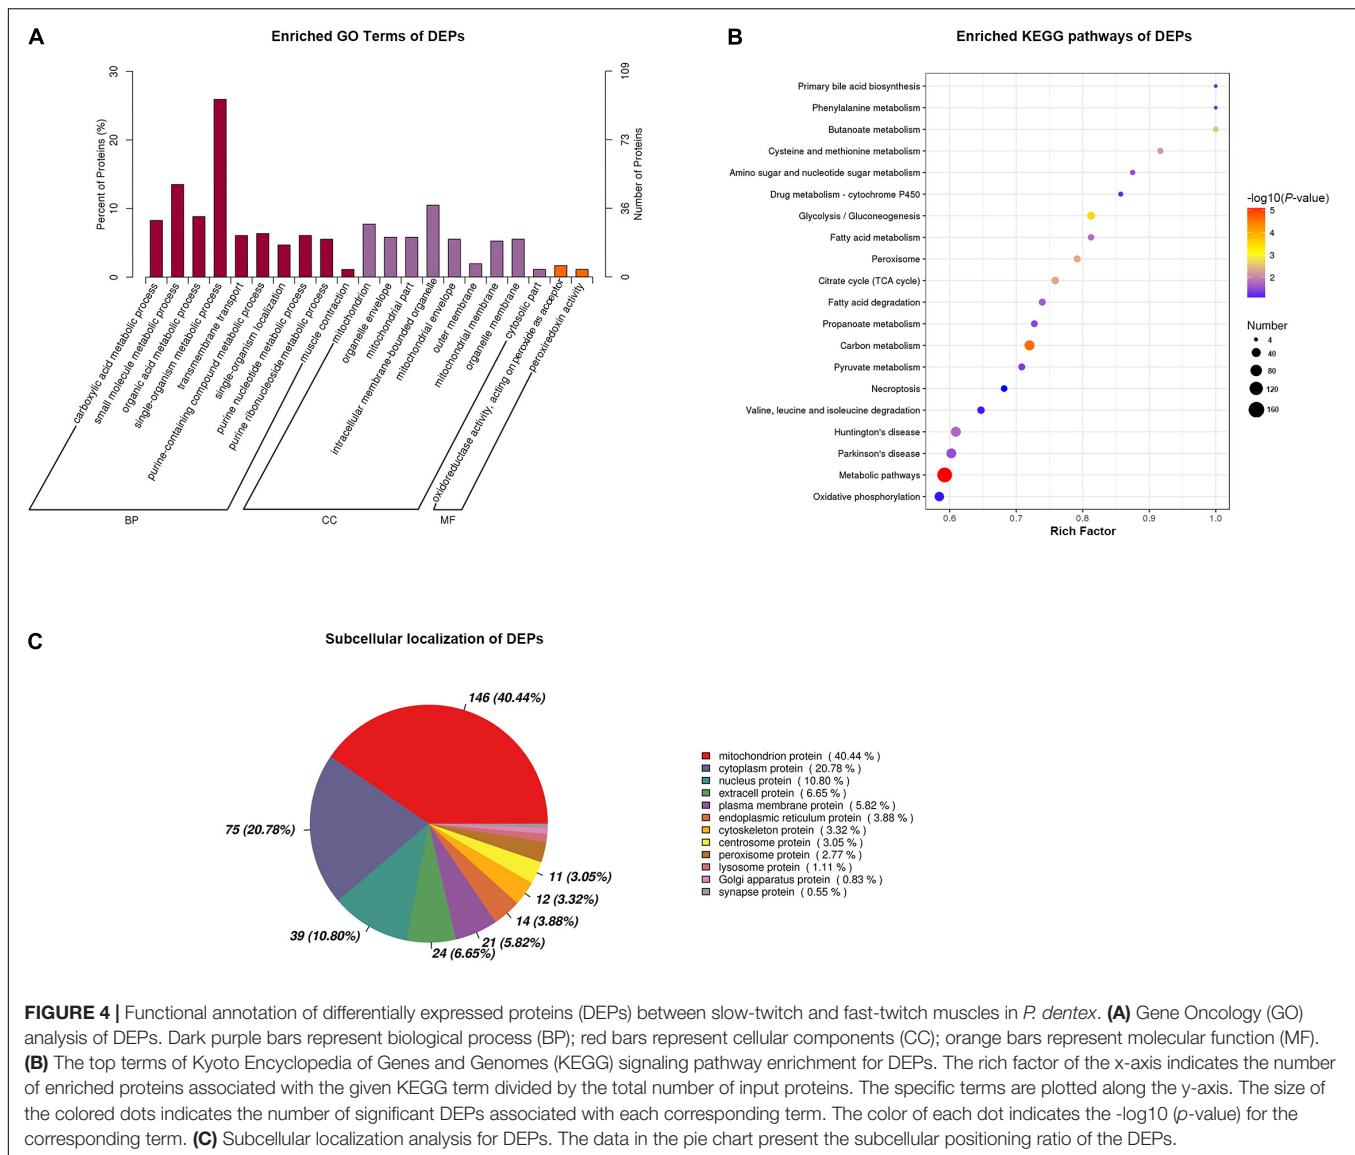 A
Enriched GO Terms of DEPs
30
20
10
0
Percent of Proteins (%)
109
73
36
0
Number of Proteins
carboxylic acid metabolic process
small molecule metabolic process
organic acid metabolic process
single-organism metabolic process
transmembrane transport
purine-containing compound metabolic process
single-organism localization
purine nucleotide metabolic process
purine ribonucleoside metabolic process
muscle contraction
mitochondrion
organelle envelope
mitochondrial part
intracellular membrane-bounded organelle
mitochondrial envelope
outer membrane
mitochondrial membrane
organelle membrane
cytosolic part
oxidoreductase activity, acting on peroxide as acceptor
peroxiredoxin activity
BP
CC
MF
B
Enriched KEGG pathways of DEPs
Primary bile acid biosynthesis
Phenylalanine metabolism
Butanoate metabolism
Cysteine and methionine metabolism
Amino sugar and nucleotide sugar metabolism
Drug metabolism - cytochrome P450
Glycolysis / Gluconeogenesis
Fatty acid metabolism
Peroxisome
Citrate cycle (TCA cycle)
Fatty acid degradation
Propanoate metabolism
Carbon metabolism
Pyruvate metabolism
Necroptosis
Valine, leucine and isoleucine degradation
Huntington's disease
Parkinson's disease
Metabolic pathways
Oxidative phosphorylation
0.6
0.7
0.8
0.9
1.0
Rich Factor
-log10(P-value)
5
4
3
2
Number
4
40
80
120
160
C
Subcellular localization of DEPs
146 (40.44%)
75 (20.78%)
39 (10.80%)
24 (6.65%)
21 (5.82%)
14 (3.88%)
12 (3.32%)
11 (3.05%)
mitochondrion protein ( 40.44 % )
cytoplasm protein ( 20.78 % )
nucleus protein ( 10.80 % )
extracell protein ( 6.65 % )
plasma membrane protein ( 5.82 % )
endoplasmic reticulum protein ( 3.88 % )
cytoskeleton protein ( 3.32 % )
centrosome protein ( 3.05 % )
peroxisome protein ( 2.77 % )
lysosome protein ( 1.11 % )
Golgi apparatus protein ( 0.83 % )
synapse protein ( 0.55 % )
FIGURE 4 | Functional annotation of differentially expressed proteins (DEPs) between slow-twitch and fast-twitch muscles in P. dentex. (A) Gene Oncology (GO)
analysis of DEPs. Dark purple bars represent biological process (BP); red bars represent cellular components (CC); orange bars represent molecular function (MF).
(B) The top terms of Kyoto Encyclopedia of Genes and Genomes (KEGG) signaling pathway enrichment for DEPs. The rich factor of the x-axis indicates the number
of enriched proteins associated with the given KEGG term divided by the total number of input proteins. The specific terms are plotted along the y-axis. The size of
the colored dots indicates the number of significant DEPs associated with each corresponding term. The color of each dot indicates the -log10 (p-value) for the
corresponding term. (C) Subcellular localization analysis for DEPs. The data in the pie chart present the subcellular positioning ratio of the DEPs.